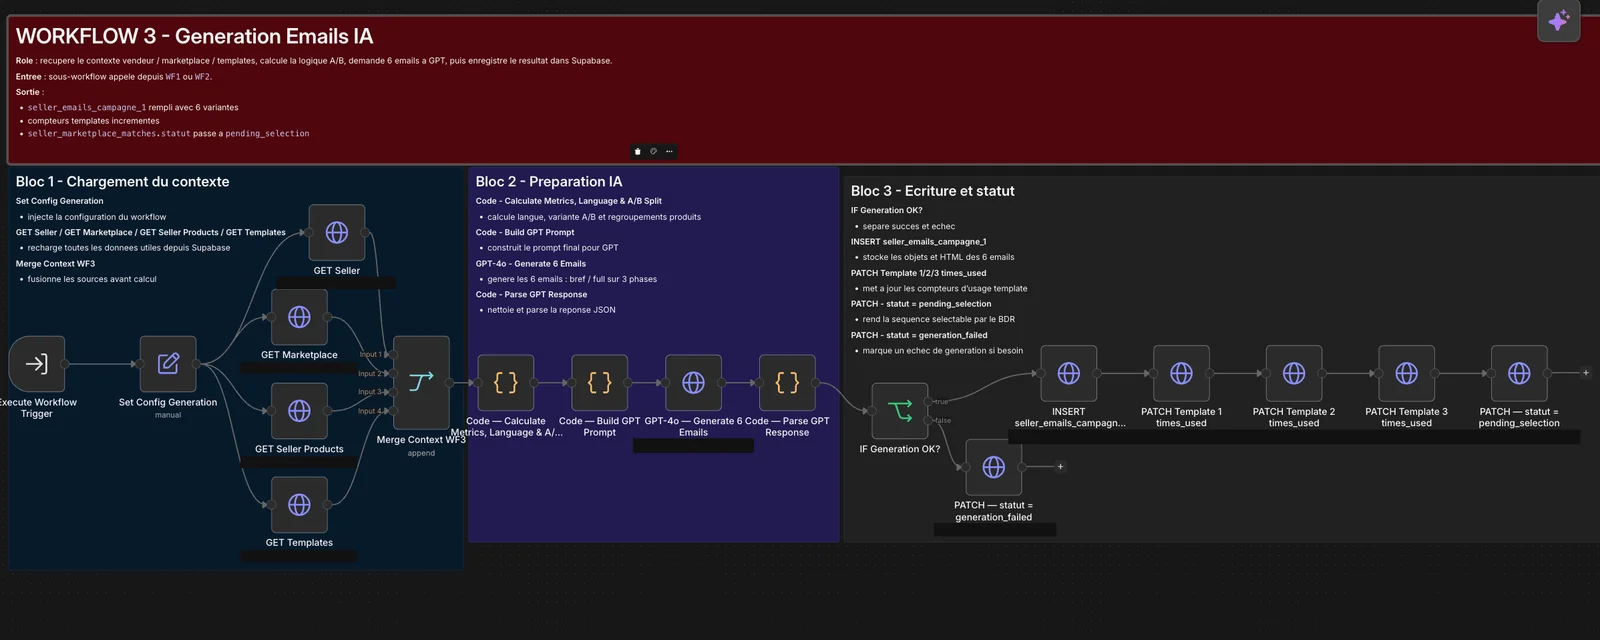 WORKFLOW 3 - Generation Emails IA
Role : recupere le contexte vendeur / marketplace / templates, calcule la logique A/B, demande 6 emails a GPT, puis enregistre le resultat dans Supabase.
Entree : sous-workflow appele depuis WF1 ou WF2.
Sortie :
• seller_emails_campagne_1 rempli avec 6 variantes
• compteurs templates incrementes
• seller_marketplace_matches.statut passe a pending_selection
Bloc 1 - Chargement du contexte
Set Config Generation
• injecte la configuration du workflow
GET Seller / GET Marketplace / GET Seller Products / GET Templates
• recharge toutes les donnees utiles depuis Supabase
Merge Context WF3
• fusionne les sources avant calcul
Execute Workflow
Trigger
Set Config Generation
manual
GET Seller
GET Marketplace
GET Seller Products
GET Templates
Input 1
Input 2
Input 3
Input 4
Merge Context WF3
append
Bloc 2 - Preparation IA
Code - Calculate Metrics, Language & A/B Split
• calcule langue, variante A/B et regroupements produits
Code - Build GPT Prompt
• construit le prompt final pour GPT
GPT-4o - Generate 6 Emails
• genere les 6 emails : bref / full sur 3 phases
Code - Parse GPT Response
• nettoie et parse la reponse JSON
Code — Calculate
Metrics, Language & A/...
Code — Build GPT
Prompt
GPT-4o — Generate 6
Emails
Code — Parse GPT
Response
Bloc 3 - Ecriture et statut
IF Generation OK?
• separe succes et echec
INSERT seller_emails_campagne_1
• stocke les objets et HTML des 6 emails
PATCH Template 1/2/3 times_used
• met a jour les compteurs d'usage template
PATCH - statut = pending_selection
• rend la sequence selectable par le BDR
PATCH - statut = generation_failed
• marque un echec de generation si besoin
IF Generation OK?
true
false
INSERT
seller_emails_campagn...
PATCH Template 1
times_used
PATCH Template 2
times_used
PATCH Template 3
times_used
PATCH — statut =
pending_selection
PATCH — statut =
generation_failed